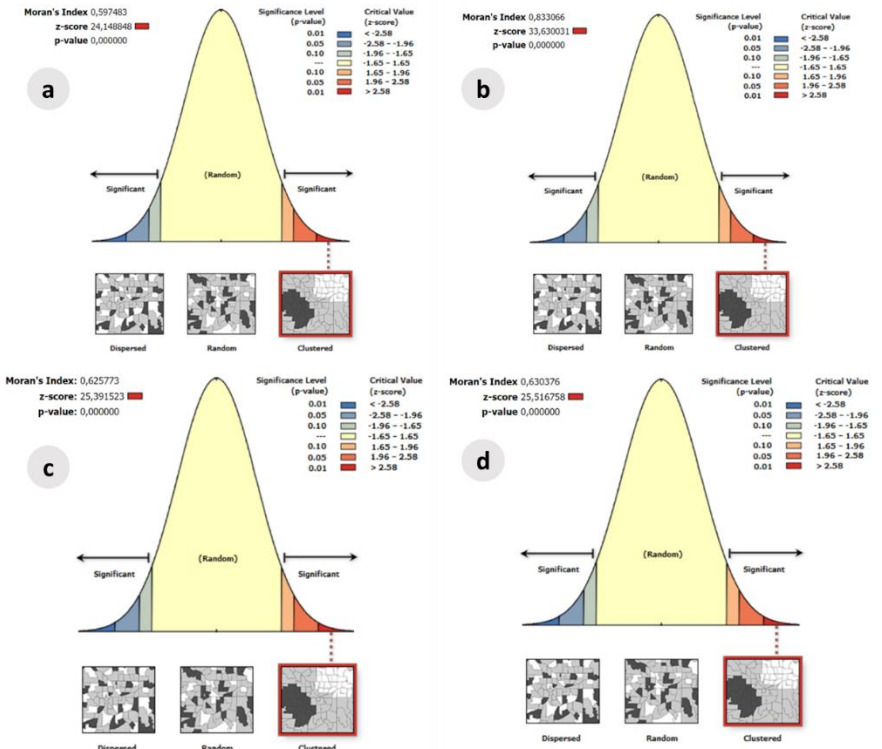 Moran's Index 0,597483
z-score 24,148848
p-value 0,000000
Significance Level
(p-value)
Critical Value
(z-score)
0.01 < -2.58
0.05 -2.58 – -1.96
0.10 -1.96 – -1.65
--- -1.65 – 1.65
0.10 1.65 – 1.96
0.05 1.96 – 2.58
0.01 > 2.58
a
Significant
(Random)
Significant
Dispersed
Random
Clustered
Moran's Index 0,833066
z-score 33,630031
p-value 0,000000
Significance Level
(p-value)
Critical Value
(z-score)
0.01 < -2.58
0.05 -2.58 – -1.96
0.10 -1.96 – -1.65
--- -1.65 – 1.65
0.10 1.65 – 1.96
0.05 1.96 – 2.58
0.01 > 2.58
b
Significant
(Random)
Significant
Dispersed
Random
Clustered
Moran's Index: 0,625773
z-score: 25,391523
p-value: 0,000000
Significance Level
(p-value)
Critical Value
(z-score)
0.01 < -2.58
0.05 -2.58 – -1.96
0.10 -1.96 – -1.65
--- -1.65 – 1.65
0.10 1.65 – 1.96
0.05 1.96 – 2.58
0.01 > 2.58
c
Significant
(Random)
Significant
Dispersed
Random
Clustered
Moran's Index: 0,630376
z-score: 25,516758
p-value: 0,000000
Significance Level
(p-value)
Critical Value
(z-score)
0.01 < -2.58
0.05 -2.58 – -1.96
0.10 -1.96 – -1.65
--- -1.65 – 1.65
0.10 1.65 – 1.96
0.05 1.96 – 2.58
0.01 > 2.58
d
Significant
(Random)
Significant
Dispersed
Random
Clustered